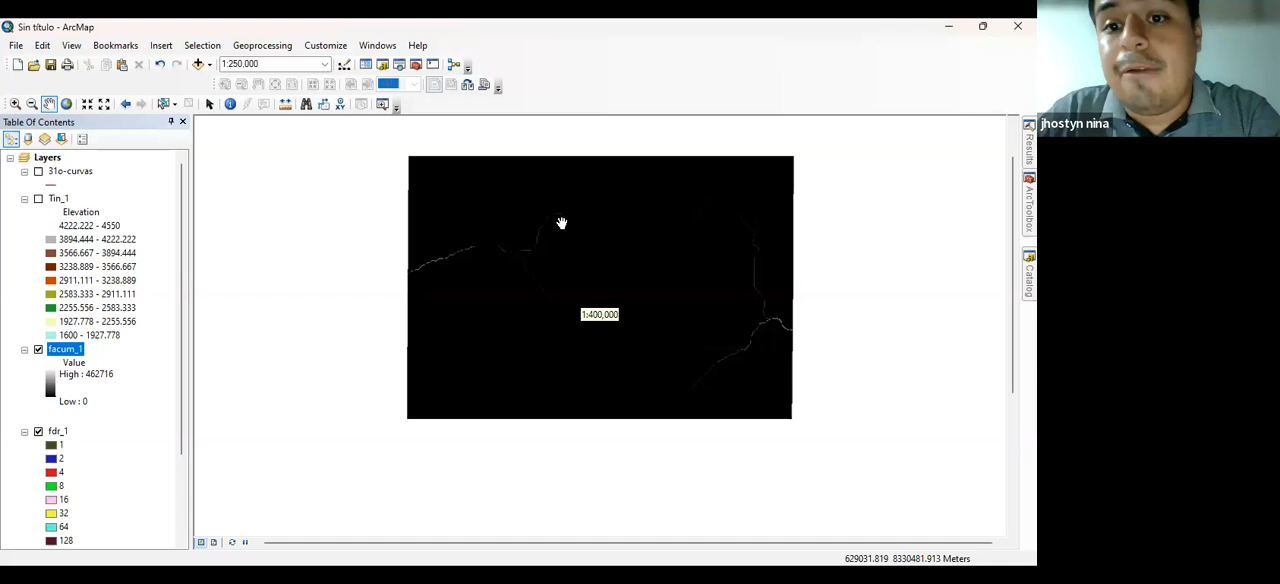 Sin título - ArcMap
File Edit View Bookmarks Insert Selection Geoprocessing Customize Windows Help
1:250,000
Table Of Contents
Layers
31o-curvas
Tin_1
Elevation
4222.222 - 4550
3894.444 - 4222.222
3566.667 - 3894.444
3238.889 - 3566.667
2911.111 - 3238.889
2583.333 - 2911.111
2255.556 - 2583.333
1927.778 - 2255.556
1600 - 1927.778
facum_1
Value
High : 462716
Low : 0
fdr_1
1
2
4
8
16
32
64
128
1:400,000
Results
ArcToolbox
Catalog
629031.819 8330481.913 Meters
jhostyn nina